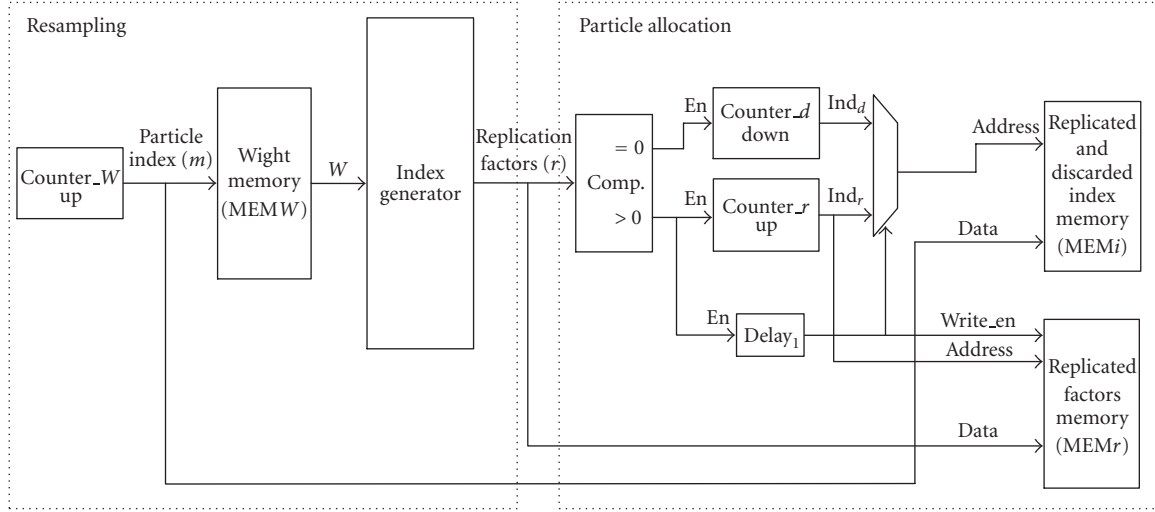 Resampling
Counter_W
up
Particle
index (m)
Wight
memory
(MEMW)
W
Index
generator
Replication
factors (r)
Particle allocation
= 0
Comp.
> 0
En
Counter_d
down
Ind_d
En
Counter_r
up
Ind_r
En
Delay_1
Address
Data
Replicated
and
discarded
index
memory
(MEMi)
Write_en
Address
Data
Replicated
factors
memory
(MEMr)